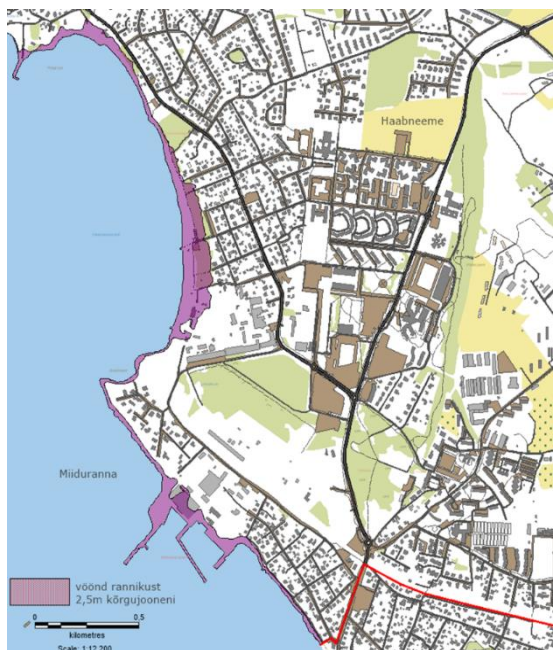 Haabneeme
Miiduranna
vöönd rannikust
2,5m kõrgujooneni
0 0,5
kilometres
Scale: 1:12 200